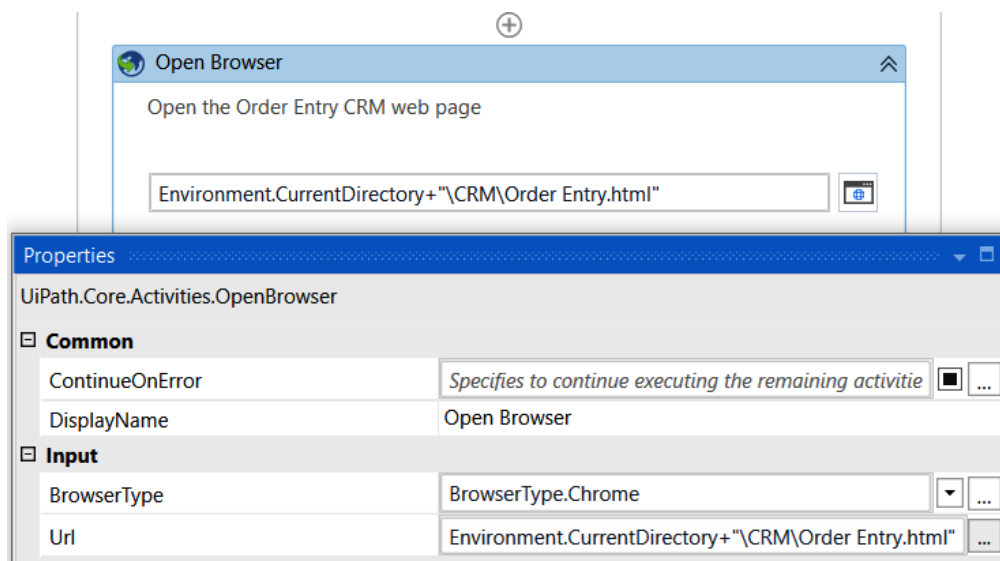 Open Browser
Open the Order Entry CRM web page
Environment.CurrentDirectory+"\CRM\Order Entry.html"
Properties
UiPath.Core.Activities.OpenBrowser
Common
ContinueOnError Specifies to continue executing the remaining activitie ...
DisplayName Open Browser
Input
BrowserType BrowserType.Chrome ...
Url Environment.CurrentDirectory+"\CRM\Order Entry.html" ...